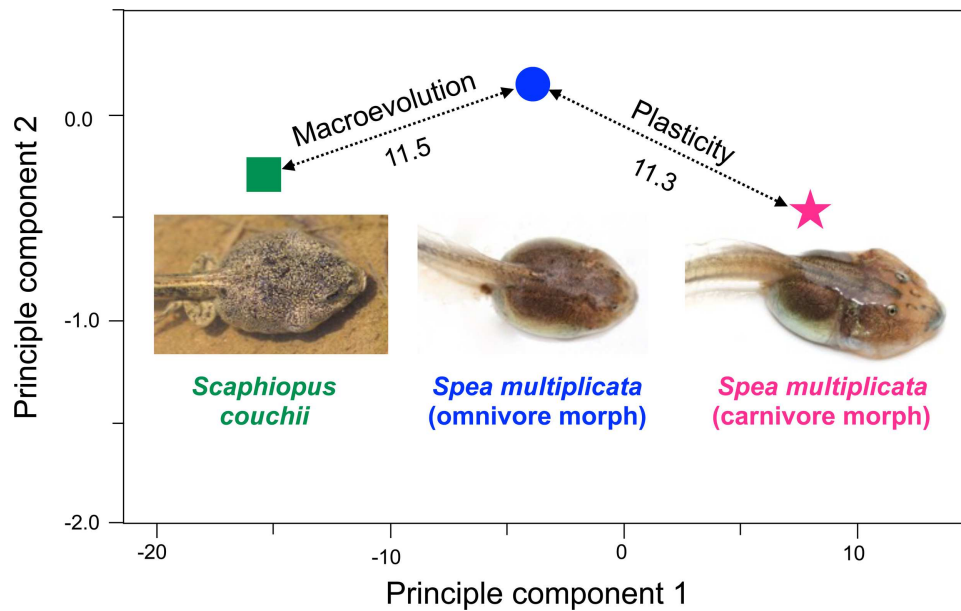 Principle component 2
0.0
-1.0
-2.0
Macroevolution
11.5
Plasticity
11.3
Scaphiopus
couchii
Spea multiplicata
(omnivore morph)
Spea multiplicata
(carnivore morph)
-20
-10
0
10
Principle component 1